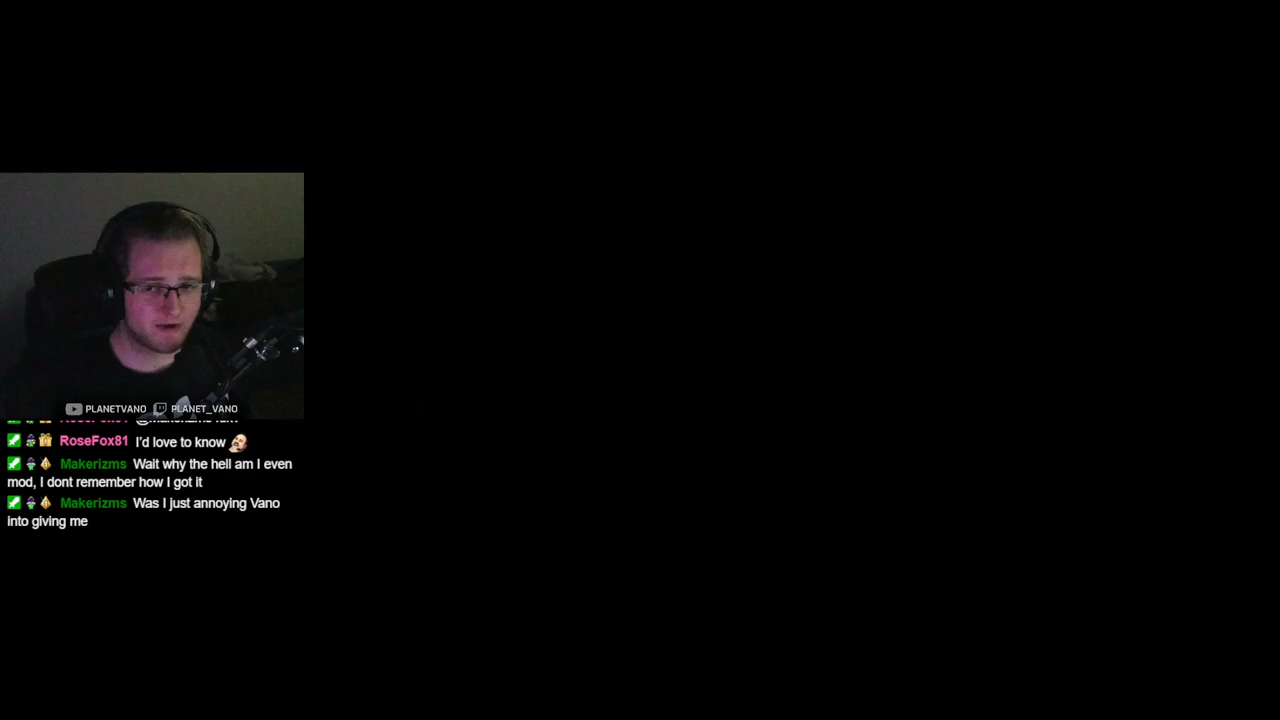 PLANETVANO PLANET_VANO
RoseFox81 I'd love to know
Makerizms Wait why the hell am I even
mod, I dont remember how I got it
Makerizms Was I just annoying Vano
into giving me